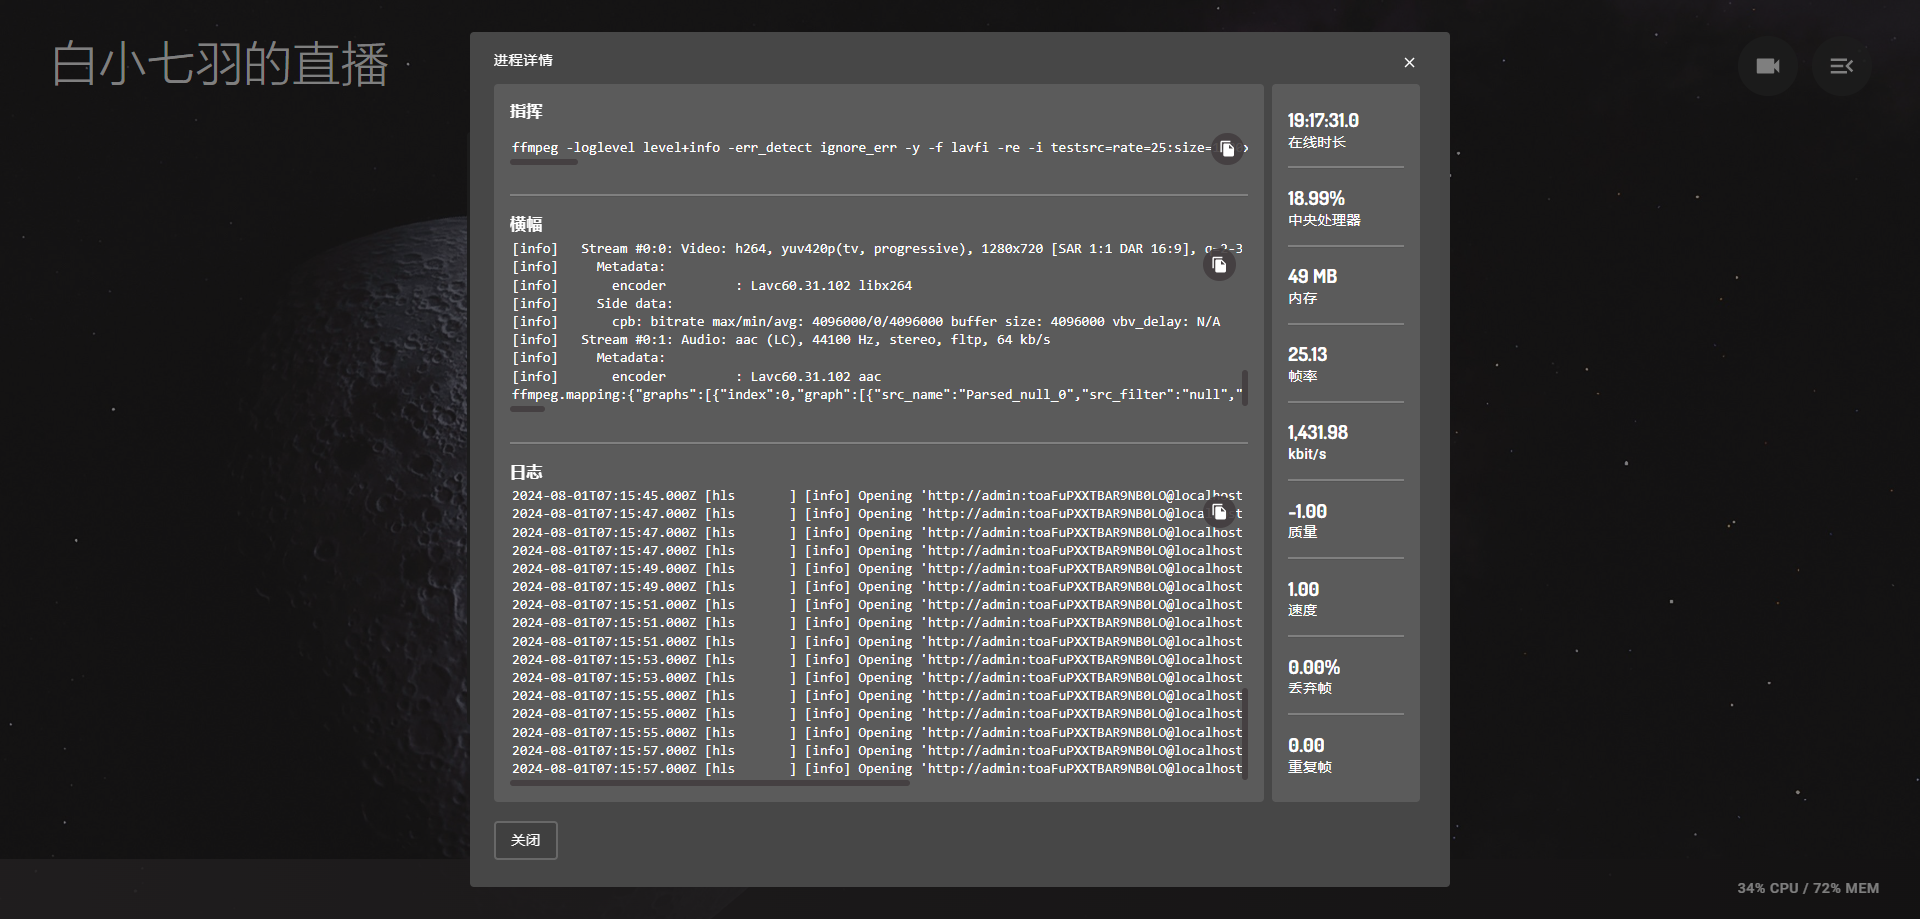 白小七羽的直播
进程详情
指挥
ffmpeg -loglevel level+info -err_detect ignore_err -y -f lavfi -re -i testsrc=rate=25:size=
横幅
[info]   Stream #0:0: Video: h264, yuv420p(tv, progressive), 1280x720 [SAR 1:1 DAR 16:9], q=2-3
[info]     Metadata:
[info]       encoder         : Lavc60.31.102 libx264
[info]     Side data:
[info]       cpb: bitrate max/min/avg: 4096000/0/4096000 buffer size: 4096000 vbv_delay: N/A
[info]   Stream #0:1: Audio: aac (LC), 44100 Hz, stereo, fltp, 64 kb/s
[info]     Metadata:
[info]       encoder         : Lavc60.31.102 aac
ffmpeg.mapping:{"graphs":[{"index":0,"graph":[{"src_name":"Parsed_null_0","src_filter":"null","
日志
2024-08-01T07:15:45.000Z [hls       ] [info] Opening 'http://admin:toaFuPXXTBAR9NB0LO@localhost
2024-08-01T07:15:47.000Z [hls       ] [info] Opening 'http://admin:toaFuPXXTBAR9NB0LO@localhost
2024-08-01T07:15:47.000Z [hls       ] [info] Opening 'http://admin:toaFuPXXTBAR9NB0LO@localhost
2024-08-01T07:15:47.000Z [hls       ] [info] Opening 'http://admin:toaFuPXXTBAR9NB0LO@localhost
2024-08-01T07:15:49.000Z [hls       ] [info] Opening 'http://admin:toaFuPXXTBAR9NB0LO@localhost
2024-08-01T07:15:49.000Z [hls       ] [info] Opening 'http://admin:toaFuPXXTBAR9NB0LO@localhost
2024-08-01T07:15:51.000Z [hls       ] [info] Opening 'http://admin:toaFuPXXTBAR9NB0LO@localhost
2024-08-01T07:15:51.000Z [hls       ] [info] Opening 'http://admin:toaFuPXXTBAR9NB0LO@localhost
2024-08-01T07:15:51.000Z [hls       ] [info] Opening 'http://admin:toaFuPXXTBAR9NB0LO@localhost
2024-08-01T07:15:53.000Z [hls       ] [info] Opening 'http://admin:toaFuPXXTBAR9NB0LO@localhost
2024-08-01T07:15:53.000Z [hls       ] [info] Opening 'http://admin:toaFuPXXTBAR9NB0LO@localhost
2024-08-01T07:15:55.000Z [hls       ] [info] Opening 'http://admin:toaFuPXXTBAR9NB0LO@localhost
2024-08-01T07:15:55.000Z [hls       ] [info] Opening 'http://admin:toaFuPXXTBAR9NB0LO@localhost
2024-08-01T07:15:55.000Z [hls       ] [info] Opening 'http://admin:toaFuPXXTBAR9NB0LO@localhost
2024-08-01T07:15:57.000Z [hls       ] [info] Opening 'http://admin:toaFuPXXTBAR9NB0LO@localhost
2024-08-01T07:15:57.000Z [hls       ] [info] Opening 'http://admin:toaFuPXXTBAR9NB0LO@localhost
19:17:31.0
在线时长
18.99%
中央处理器
49 MB
内存
25.13
帧率
1,431.98
kbit/s
-1.00
质量
1.00
速度
0.00%
丢弃帧
0.00
重复帧
关闭
34% CPU / 72% MEM